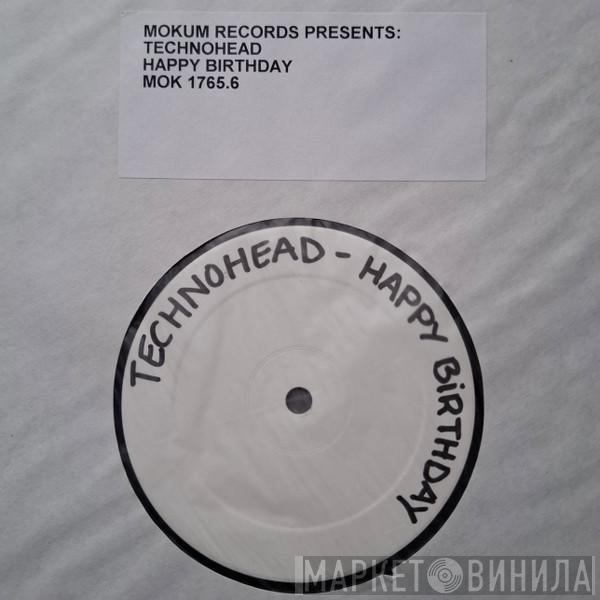 MOKUM RECORDS PRESENTS:
TECHNOHEAD
HAPPY BIRTHDAY
MOK 1765.6
TECHNOHEAD - HAPPY BiRTHDAY
МАРКЕТ ВИНИЛА